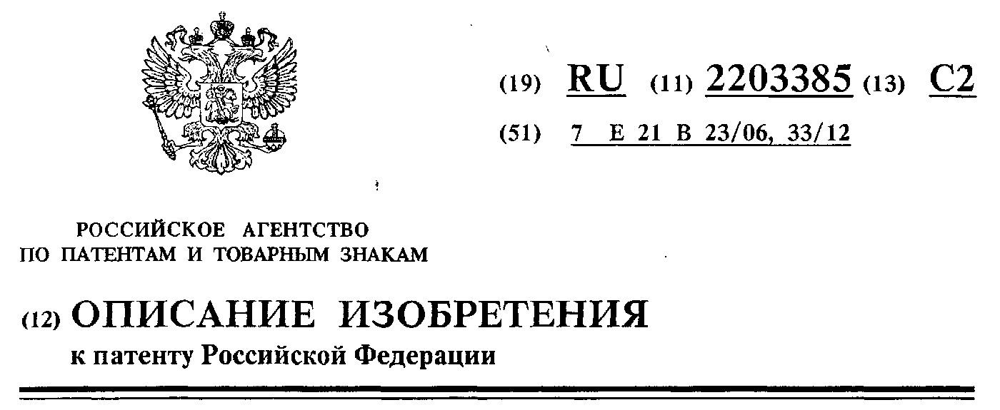 (19) RU (11) 2203385 (13) C2
(51) 7 E 21 B 23/06, 33/12
РОССИЙСКОЕ АГЕНТСТВО
ПО ПАТЕНТАМ И ТОВАРНЫМ ЗНАКАМ
(12) ОПИСАНИЕ ИЗОБРЕТЕНИЯ
к патенту Российской Федерации